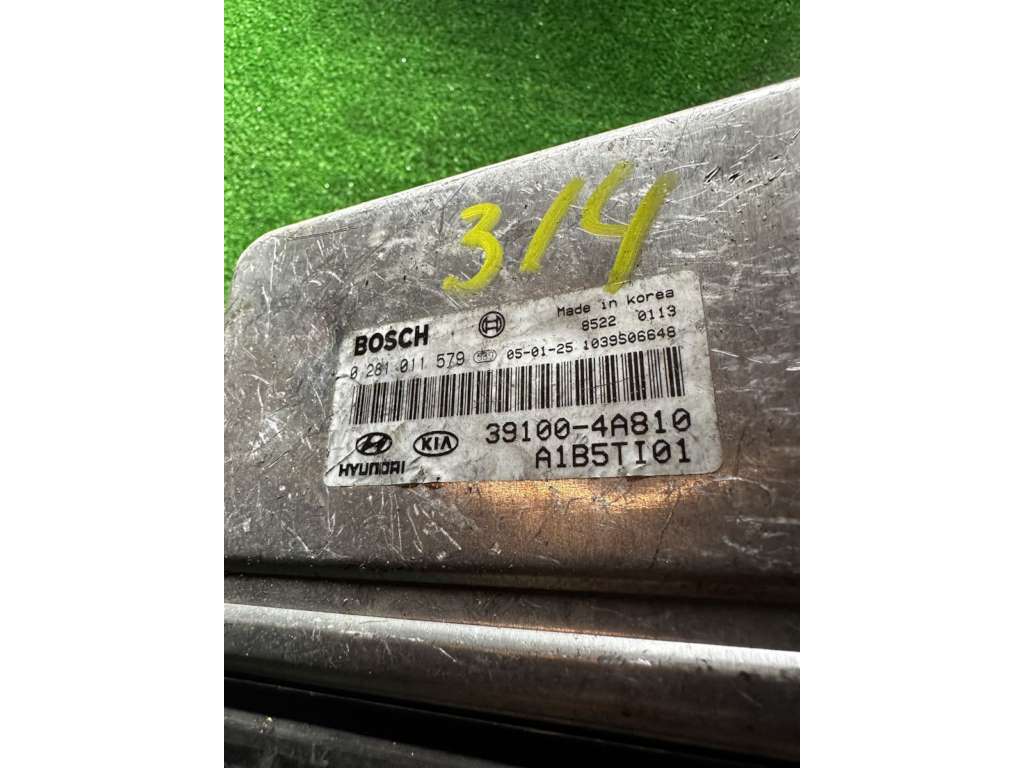 314
Made in korea
BOSCH
8522 0113
0 281 011 579
05-01-25 1039S06648
39100-4A810
HYUNDAI KIA
A1B5TI01